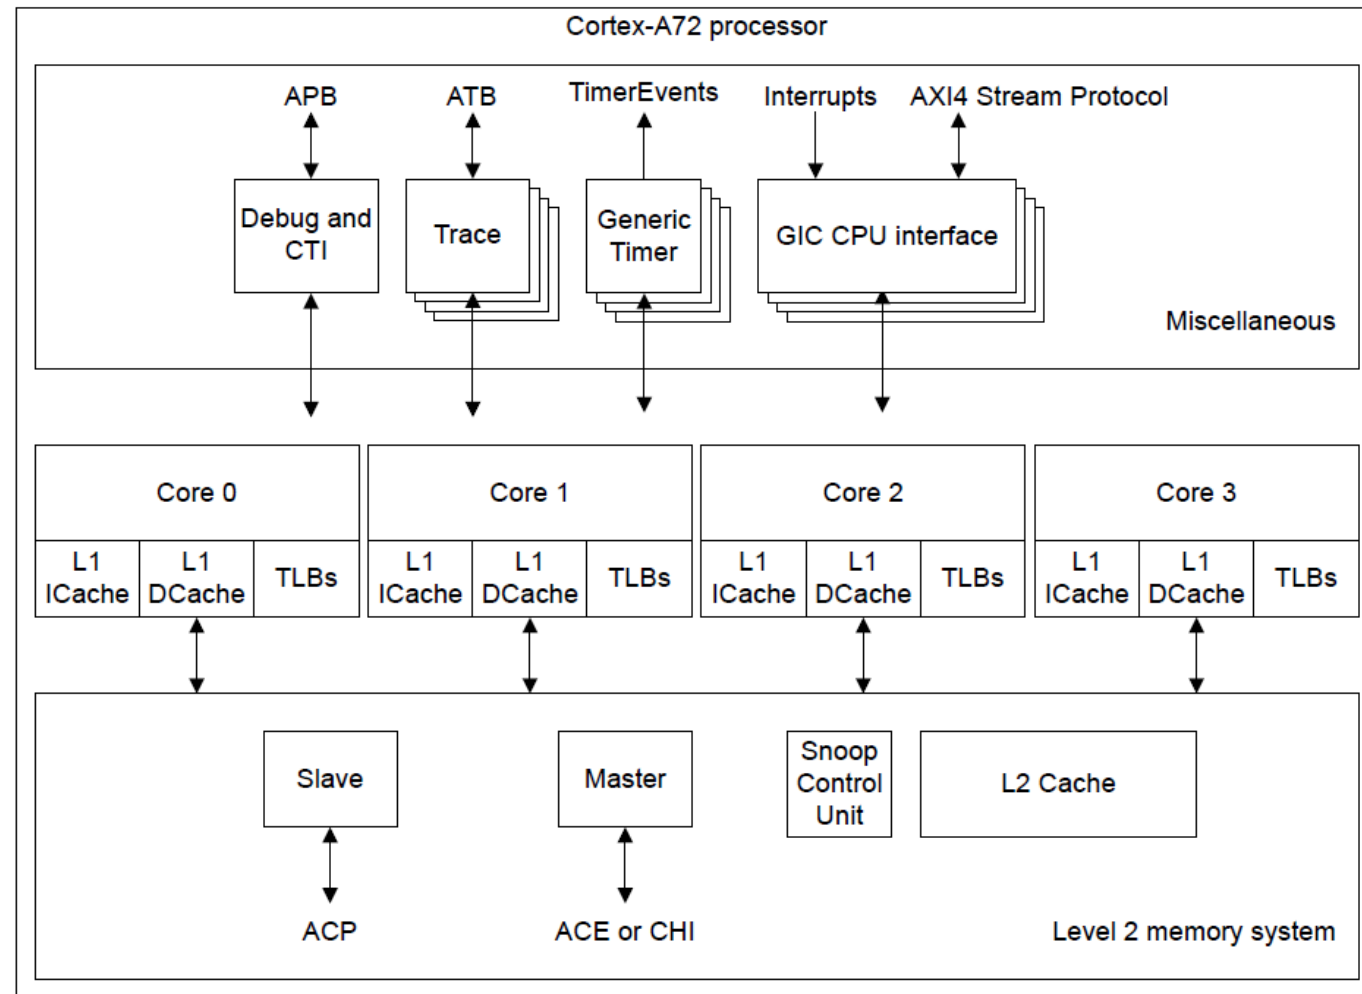 Cortex-A72 processor
APB
ATB
TimerEvents
Interrupts
AXI4 Stream Protocol
Debug and
CTI
Trace
Generic
Timer
GIC CPU interface
Miscellaneous
Core 0
Core 1
Core 2
Core 3
L1
ICache
L1
DCache
TLBs
L1
ICache
L1
DCache
TLBs
L1
ICache
L1
DCache
TLBs
L1
ICache
L1
DCache
TLBs
Slave
Master
Snoop
Control
Unit
L2 Cache
ACP
ACE or CHI
Level 2 memory system